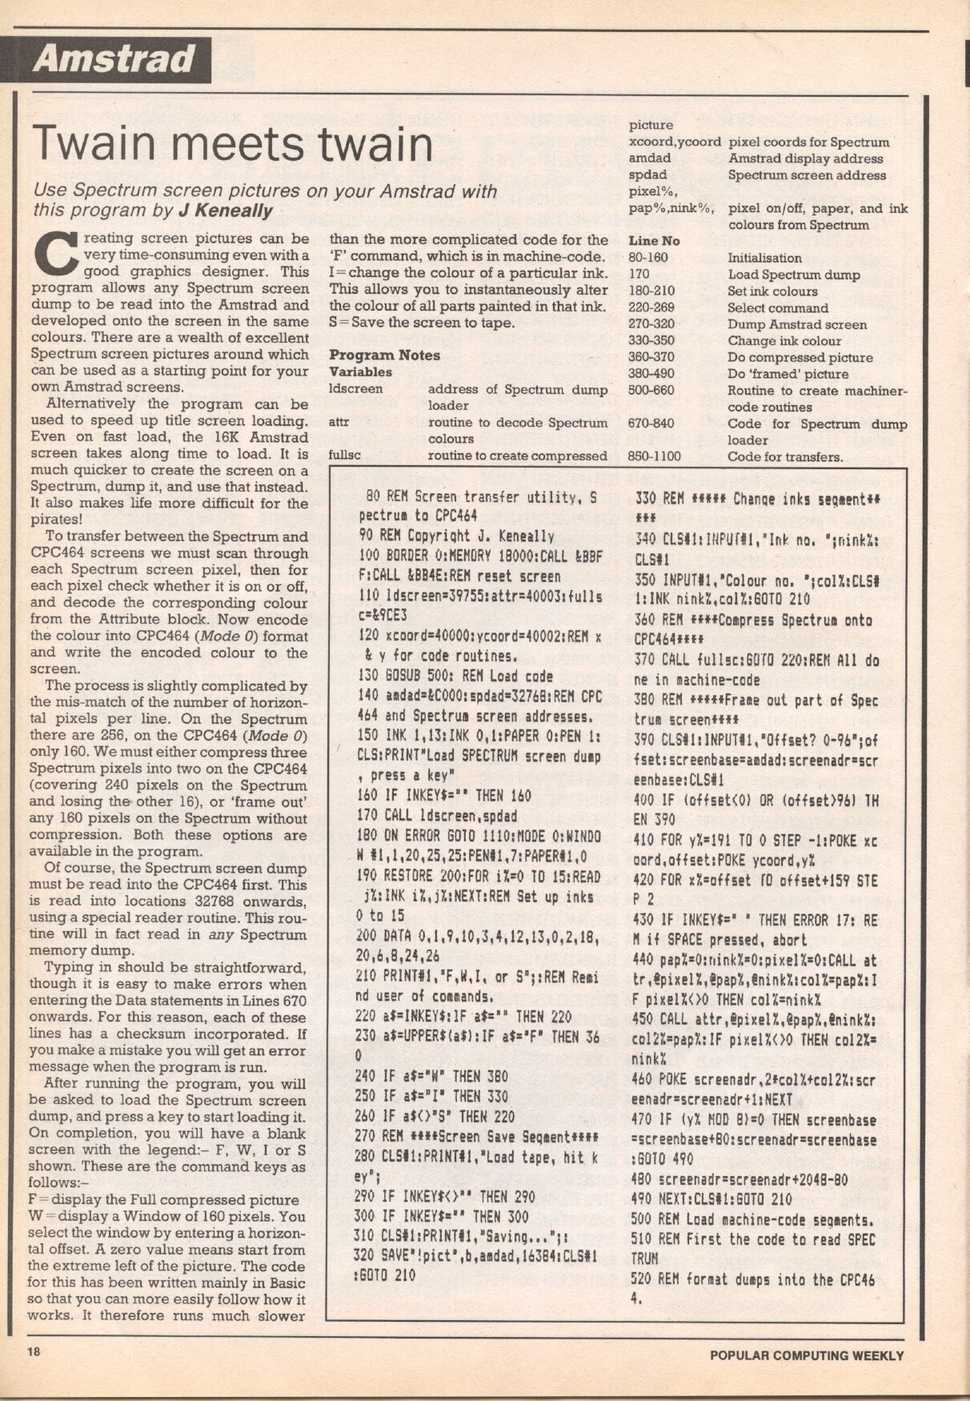 Amstrad
Twain meets twain
Use Spectrum screen pictures on your Amstrad with
this program by J Keneally
Creating screen pictures can be
very time-consuming even with a
good graphics designer. This
program allows any Spectrum screen
dump to be read into the Amstrad and
developed onto the screen in the same
colours. There are a wealth of excellent
Spectrum screen pictures around which
can be used as a starting point for your
own Amstrad screens.
Alternatively the program can be
used to speed up title screen loading.
Even on fast load, the 16K Amstrad
screen takes along time to load. It is
much quicker to create the screen on a
Spectrum, dump it, and use that instead.
It also makes life more difficult for the
pirates!
To transfer between the Spectrum and
CPC464 screens we must scan through
each Spectrum screen pixel, then for
each pixel check whether it is on or off,
and decode the corresponding colour
from the Attribute block. Now encode
the colour into CPC464 (Mode 0) format
and write the encoded colour to the
screen.
The process is slightly complicated by
the mis-match of the number of horizon-
tal pixels per line. On the Spectrum
there are 256, on the CPC464 (Mode 0)
only 160. We must either compress three
Spectrum pixels into two on the CPC464
(covering 240 pixels on the Spectrum
and losing the other 16), or 'frame out'
any 160 pixels on the Spectrum without
compression. Both these options are
available in the program.
Of course, the Spectrum screen dump
must be read into the CPC464 first. This
is read into locations 32768 onwards,
using a special reader routine. This rou-
tine will in fact read in any Spectrum
memory dump.
Typing in should be straightforward,
though it is easy to make errors when
entering the Data statements in Lines 670
onwards. For this reason, each of these
lines has a checksum incorporated. If
you make a mistake you will get an error
message when the program is run.
After running the program, you will
be asked to load the Spectrum screen
dump, and press a key to start loading it.
On completion, you will have a blank
screen with the legend:– F, W, I or S
shown. These are the command keys as
follows:–
F=display the Full compressed picture
W=display a Window of 160 pixels. You
select the window by entering a horizon-
tal offset. A zero value means start from
the extreme left of the picture. The code
for this has been written mainly in Basic
so that you can more easily follow how it
works. It therefore runs much slower
than the more complicated code for the
'F' command, which is in machine-code.
I=change the colour of a particular ink.
This allows you to instantaneously alter
the colour of all parts painted in that ink.
S=Save the screen to tape.
Program Notes
Variables
ldscreen address of Spectrum dump
loader
attr routine to decode Spectrum
colours
fullsc routine to create compressed
picture
xcoord,ycoord pixel coords for Spectrum
amdad Amstrad display address
spdad Spectrum screen address
pixel%,
pap%,nink%, pixel on/off, paper, and ink
colours from Spectrum
Line No
80-160 Initialisation
170 Load Spectrum dump
180-210 Set ink colours
220-269 Select command
270-320 Dump Amstrad screen
330-350 Change ink colour
360-370 Do compressed picture
380-490 Do 'framed' picture
500-660 Routine to create machiner-
code routines
670-840 Code for Spectrum dump
loader
850-1100 Code for transfers.
80 REM Screen transfer utility, S
pectrum to CPC464
90 REM Copyright J. Keneally
100 BORDER 0:MEMORY 18000:CALL &BBF
F:CALL &BB4E:REM reset screen
110 ldscreen=39755:attr=40003:fulls
c=&9CE3
120 xcoord=40000:ycoord=40002:REM x
& y for code routines.
130 GOSUB 500: REM Load code
140 amdad=&C000:spdad=32768:REM CPC
464 and Spectrum screen addresses.
150 INK 1,13:INK 0,1:PAPER 0:PEN 1:
CLS:PRINT"Load SPECTRUM screen dump
, press a key"
160 IF INKEY$="" THEN 160
170 CALL ldscreen,spdad
180 ON ERROR GOTO 1110:MODE 0:WINDO
W #1,1,20,25,25:PEN#1,7:PAPER#1,0
190 RESTORE 200:FOR i%=0 TO 15:READ
j%:INK i%,j%:NEXT:REM Set up inks
0 to 15
200 DATA 0,1,9,10,3,4,12,13,0,2,18,
20,6,8,24,26
210 PRINT#1,"F,W,I, or S";:REM Remi
nd user of commands.
220 a$=INKEY$:IF a$="" THEN 220
230 a$=UPPER$(a$):IF a$="F" THEN 36
0
240 IF a$="W" THEN 380
250 IF a$="I" THEN 330
260 IF a$<>"S" THEN 220
270 REM ****Screen Save Segment****
280 CLS#1:PRINT#1,"Load tape, hit k
ey";
290 IF INKEY$<>"" THEN 290
300 IF INKEY$="" THEN 300
310 CLS#1:PRINT#1,"Saving...";:
320 SAVE"!pict",b,amdad,16384:CLS#1
:GOTO 210
330 REM ***** Change inks segment**
***
340 CLS#1:INPUT#1,"Ink no. ";nink%:
CLS#1
350 INPUT#1,"Colour no. ";col%:CLS#
1:INK nink%,col%:GOTO 210
360 REM ****Compress Spectrum onto
CPC464****
370 CALL fullsc:GOTO 220:REM All do
ne in machine-code
380 REM *****Frame out part of Spec
trum screen****
390 CLS#1:INPUT#1,"Offset? 0-96";of
fset:screenbase=amdad:screenadr=scr
eenbase:CLS#1
400 IF (offset<0) OR (offset>96) TH
EN 390
410 FOR y%=191 TO 0 STEP -1:POKE xc
oord,offset:POKE ycoord,y%
420 FOR x%=offset TO offset+159 STE
P 2
430 IF INKEY$=" " THEN ERROR 17: RE
M if SPACE pressed, abort
440 pap%=0:nink%=0:pixel%=0:CALL at
tr,@pixel%,@pap%,@nink%:col%=pap%:I
F pixel%<>0 THEN col%=nink%
450 CALL attr,@pixel%,@pap%,@nink%:
col2%=pap%:IF pixel%<>0 THEN col2%=
nink%
460 POKE screenadr,2*col%+col2%:scr
eenadr=screenadr+1:NEXT
470 IF (y% MOD 8)=0 THEN screenbase
=screenbase+80:screenadr=screenbase
:GOTO 490
480 screenadr=screenadr+2048-80
490 NEXT:CLS#1:GOTO 210
500 REM Load machine-code segments.
510 REM First the code to read SPEC
TRUM
520 REM format dumps into the CPC46
4.
18
POPULAR COMPUTING WEEKLY